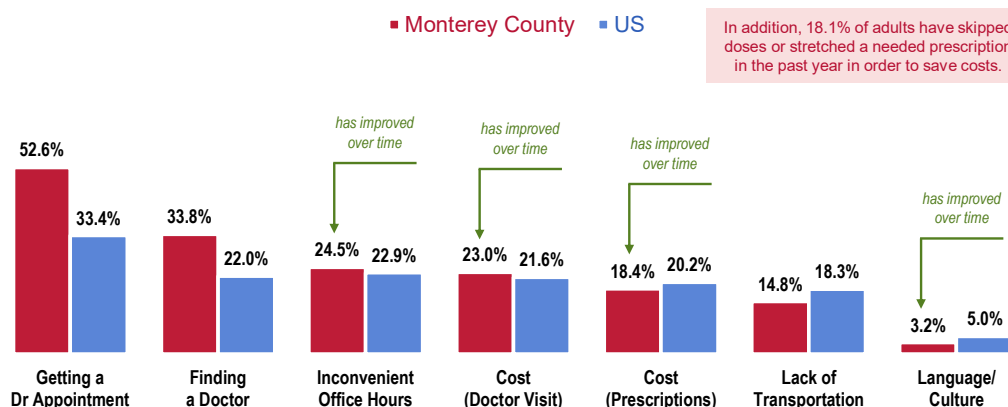 Monterey County US
In addition, 18.1% of adults have skipped
doses or stretched a needed prescription
in the past year in order to save costs.
has improved
over time
has improved
over time
has improved
over time
has improved
over time
52.6%
33.4%
33.8%
22.0%
24.5%
22.9%
23.0%
21.6%
18.4%
20.2%
14.8%
18.3%
3.2%
5.0%
Getting a
Dr Appointment
Finding
a Doctor
Inconvenient
Office Hours
Cost
(Doctor Visit)
Cost
(Prescriptions)
Lack of
Transportation
Language/
Culture